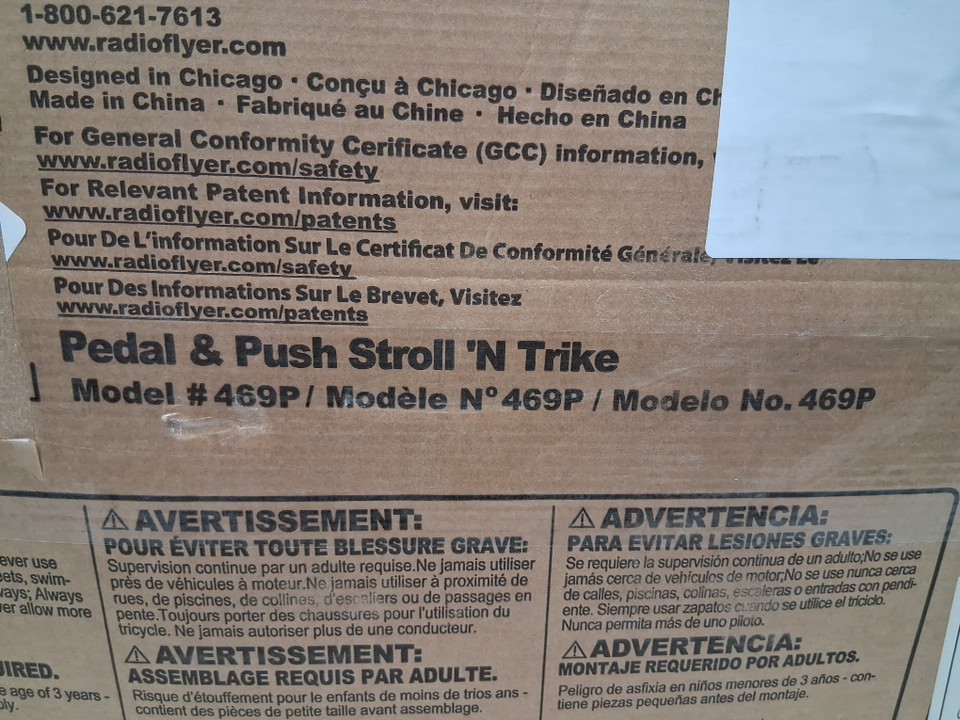 1-800-621-7613
www.radioflyer.com
Designed in Chicago • Conçu à Chicago • Diseñado en Ch
Made in China • Fabriqué au Chine • Hecho en China
For General Conformity Cerificate (GCC) information,
www.radioflyer.com/safety
For Relevant Patent Information, visit:
www.radioflyer.com/patents
Pour De L'information Sur Le Certificat De Conformité Générale,
www.radioflyer.com/safety
Pour Des Informations Sur Le Brevet, Visitez
www.radioflyer.com/patents
Pedal & Push Stroll 'N Trike
Model # 469P / Modèle Nº 469P / Modelo No. 469P
ever use
ets, swim-
ways; Always
ver allow more
UIRED.
e age of 3 years -
bly.
⚠ AVERTISSEMENT:
POUR ÉVITER TOUTE BLESSURE GRAVE:
Supervision continue par un adulte requise.Ne jamais utiliser
près de véhicules à moteur.Ne jamais utiliser à proximité de
rues, de piscines, de collines, d'escaliers ou de passages en
pente.Toujours porter des chaussures pour l'utilisation du
tricycle. Ne jamais autoriser plus de un conducteur.
⚠ AVERTISSEMENT:
ASSEMBLAGE REQUIS PAR ADULTE.
Risque d'étouffement pour le enfants de moins de trios ans -
contient des pièces de petite taille avant assemblage.
⚠ ADVERTENCIA:
PARA EVITAR LESIONES GRAVES:
Se requiere la supervisión continua de un adulto;No se use
jamás cerca de vehículos de motor;No se use nunca cerca
de calles, piscinas, colinas, escaleras o entradas con pendi-
ente. Siempre usar zapatos cuando se utilice el triciclo.
Nunca permita más de uno piloto.
⚠ ADVERTENCIA:
MONTAJE REQUERIDO POR ADULTOS.
Peligro de asfixia en niños menores de 3 años - con-
tiene piezas pequeñas antes del montaje.